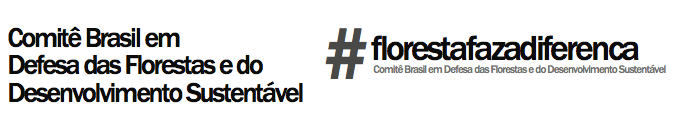 Comitê Brasil em
Defesa das Florestas e do
Desenvolvimento Sustentável
#florestafazadiferenca
Comitê Brasil em Defesa das Florestas e do Desenvolvimento Sustentável